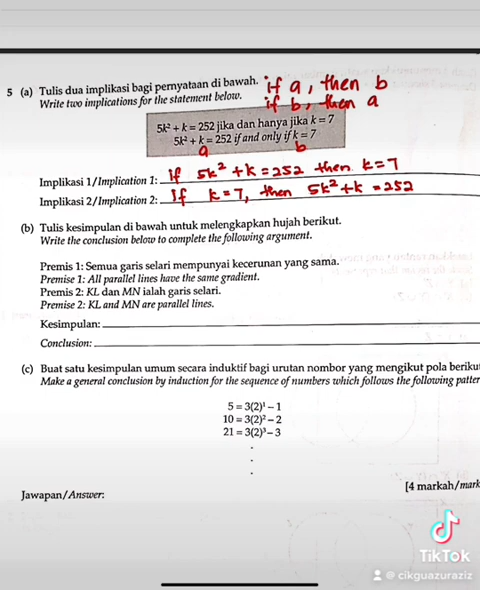 5 (a) Tulis dua implikasi bagi pernyataan di bawah. if a, then b
Write two implications for the statement below. if b, then a
5k² + k = 252 jika dan hanya jika k = 7
5k² + k = 252 if and only if k = 7
a b
Implikasi 1/Implication 1: If 5k² + k = 252 then k = 7
Implikasi 2/Implication 2: If k = 7, then 5k² + k = 252
(b) Tulis kesimpulan di bawah untuk melengkapkan hujah berikut.
Write the conclusion below to complete the following argument.
Premis 1: Semua garis selari mempunyai kecerunan yang sama.
Premise 1: All parallel lines have the same gradient.
Premis 2: KL dan MN ialah garis selari.
Premise 2: KL and MN are parallel lines.
Kesimpulan:
Conclusion:
(c) Buat satu kesimpulan umum secara induktif bagi urutan nombor yang mengikut pola beriku
Make a general conclusion by induction for the sequence of numbers which follows the following patter
5 = 3(2)¹ – 1
10 = 3(2)² – 2
21 = 3(2)³ – 3
.
.
.
[4 markah/mark
Jawapan/Answer:
TikTok
@ cikguazuraziz